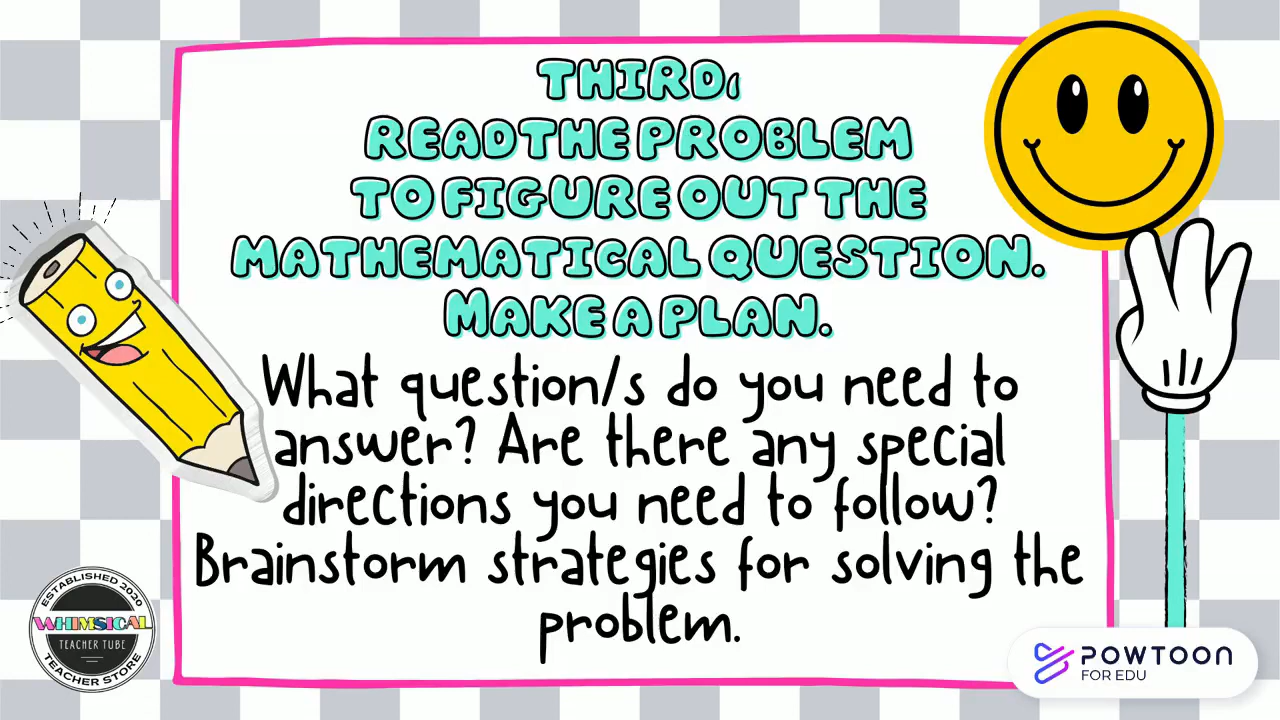 THIRD,
READ THE PROBLEM
TO FIGURE OUT THE
MATHEMATICAL QUESTION.
MAKE A PLAN.
What question/s do you need to
answer? Are there any special
directions you need to follow?
Brainstorm strategies for solving the
problem.
ESTABLISHED 2020
WHIMSICAL
TEACHER TUBE
TEACHER STORE
POWTOON
FOR EDU